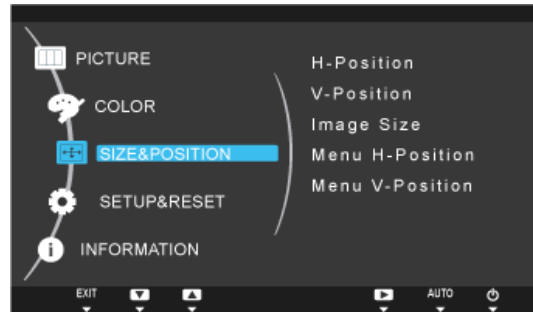 PICTURE
COLOR
SIZE&POSITION
SETUP&RESET
INFORMATION
H-Position
V-Position
Image Size
Menu H-Position
Menu V-Position
EXIT
AUTO